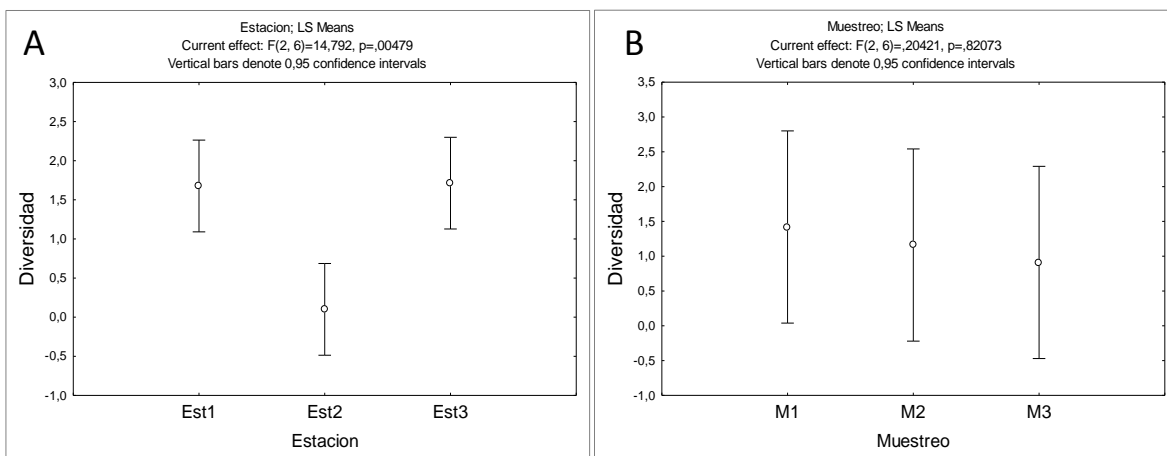 A
Estacion; LS Means
Current effect: F(2, 6)=14,792, p=,00479
Vertical bars denote 0,95 confidence intervals
3,0
2,5
2,0
1,5
1,0
0,5
0,0
-0,5
-1,0
Diversidad
Est1 Est2 Est3
Estacion
B
Muestreo; LS Means
Current effect: F(2, 6)=,20421, p=,82073
Vertical bars denote 0,95 confidence intervals
3,5
3,0
2,5
2,0
1,5
1,0
0,5
0,0
-0,5
-1,0
Diversidad
M1 M2 M3
Muestreo